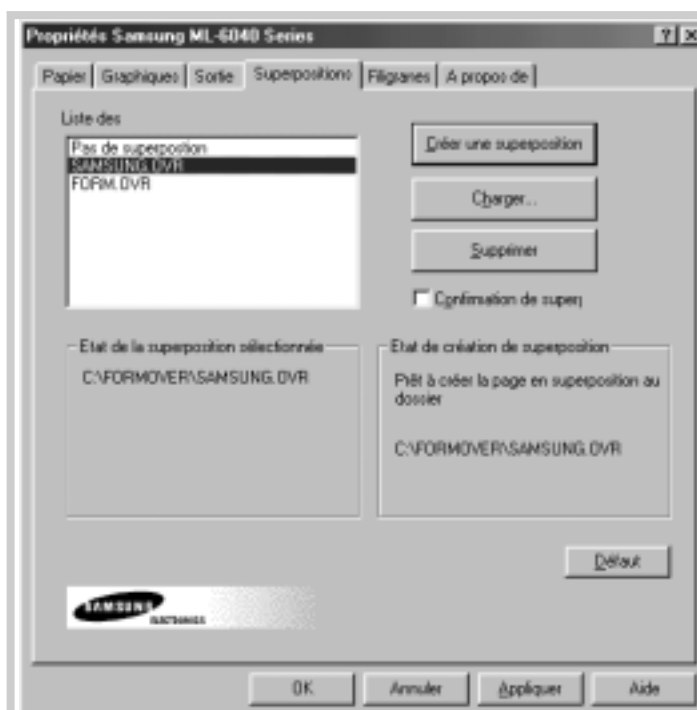 Propriétés Samsung ML-6040 Series
Papier Graphiques Sortie Superpositions Filigranes A propos de
Liste des
Pas de superpostion
SAMSUNG.OVR
FORM.OVR
Créer une superposition
Charger...
Supprimer
Confirmation de super
Etat de la superposition sélectionnée
C:\FORMOVER\SAMSUNG.OVR
Etat de création de superposition
Prêt à créer la page en superposition au
dossier
C:\FORMOVER\SAMSUNG.OVR
Défaut
SAMSUNG
ELECTRONICS
OK Annuler Appliquer Aide